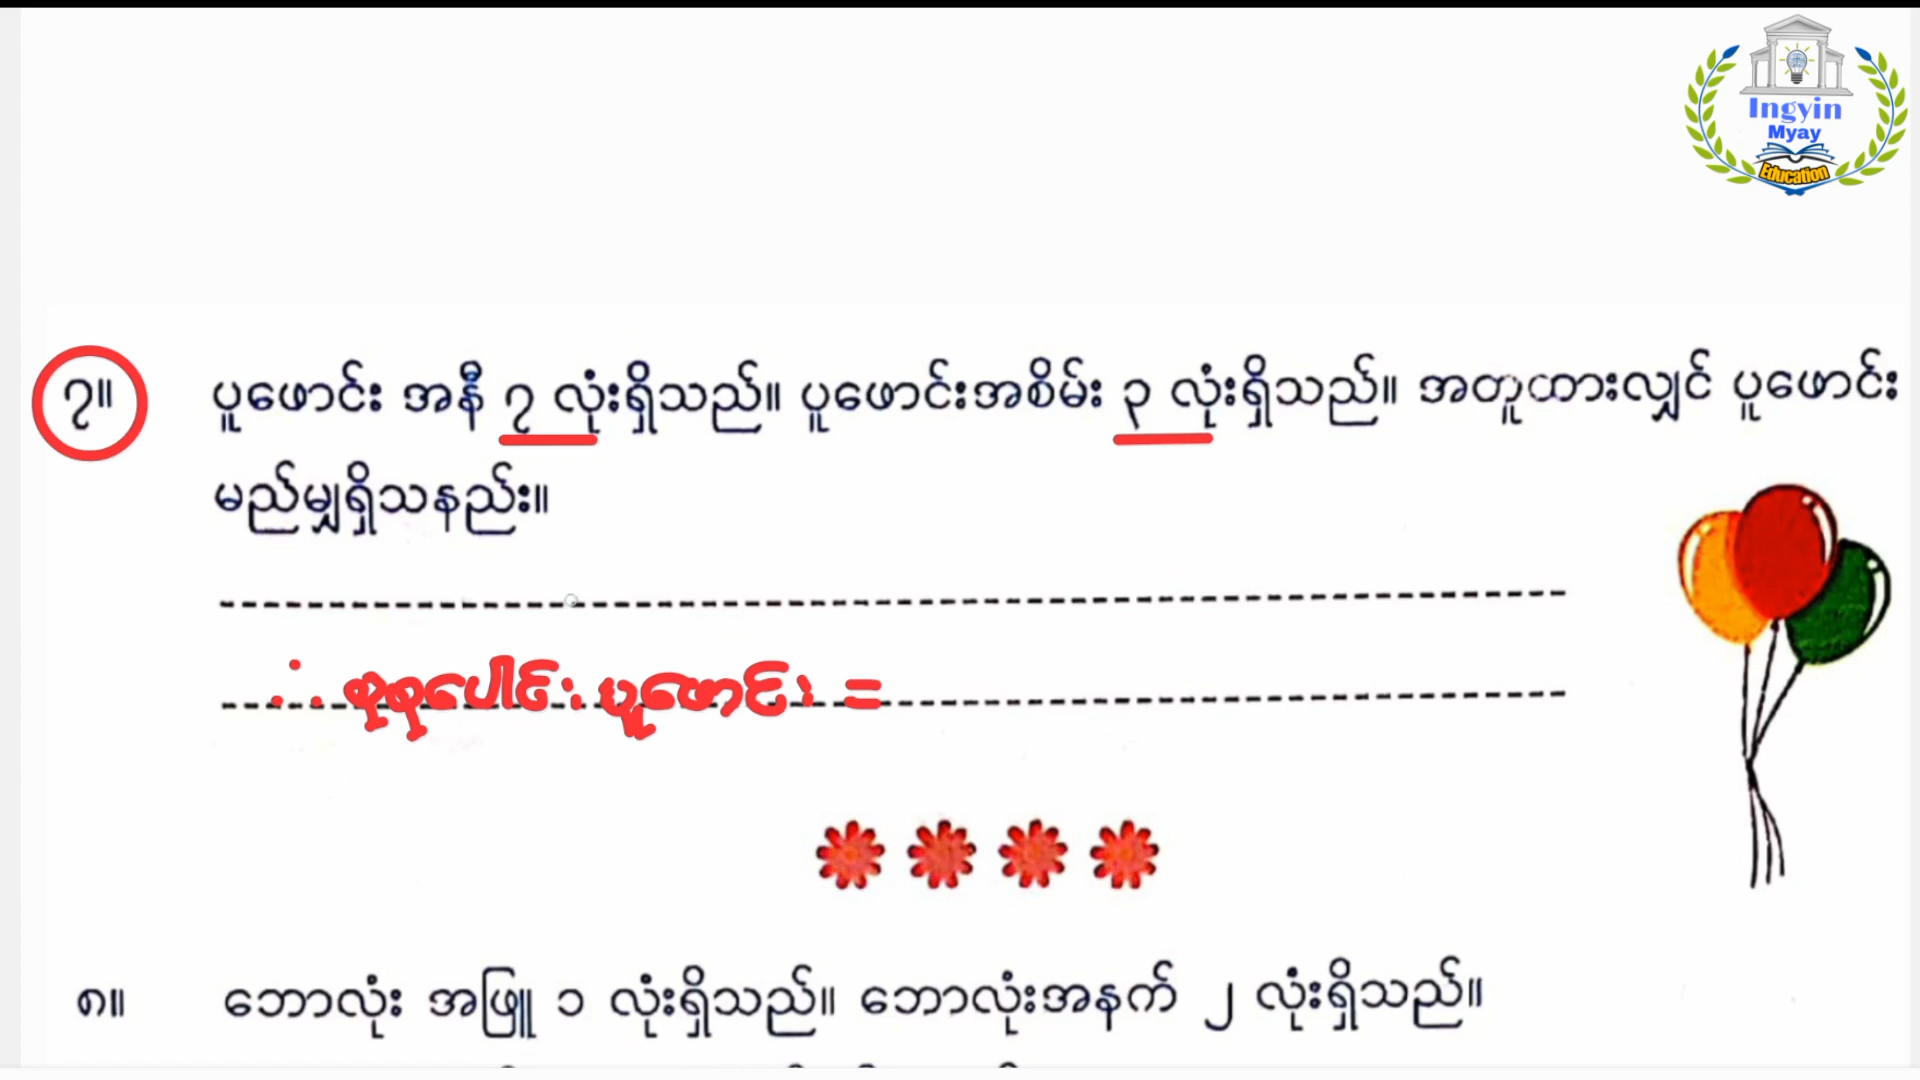 Ingyin
Myay
Education
၇။ ပူဖောင်း အနီ ၇ လုံးရှိသည်။ ပူဖောင်းအစိမ်း ၃ လုံးရှိသည်။ အတူထားလျှင် ပူဖောင်း
မည်မျှရှိသနည်း။
∴ စုစုပေါင်း ပူဖောင်း =
၈။ ဘောလုံး အဖြူ ၁ လုံးရှိသည်။ ဘောလုံးအနက် ၂ လုံးရှိသည်။